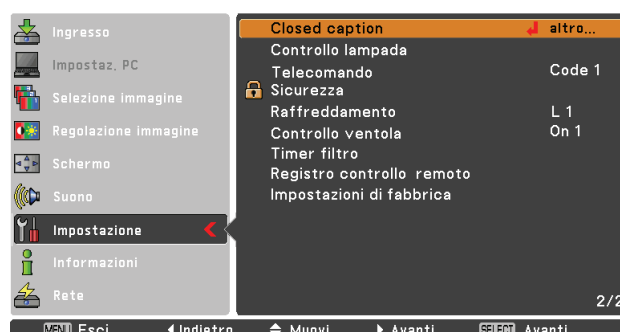 Ingresso
Impostaz. PC
Selezione immagine
Regolazione immagine
Schermo
Suono
Impostazione
Informazioni
Rete
Closed caption altro...
Controllo lampada
Telecomando Code 1
Sicurezza
Raffreddamento L 1
Controllo ventola On 1
Timer filtro
Registro controllo remoto
Impostazioni di fabbrica
2/2
MENU Esci Indietro Muovi Avanti SELECT Avanti